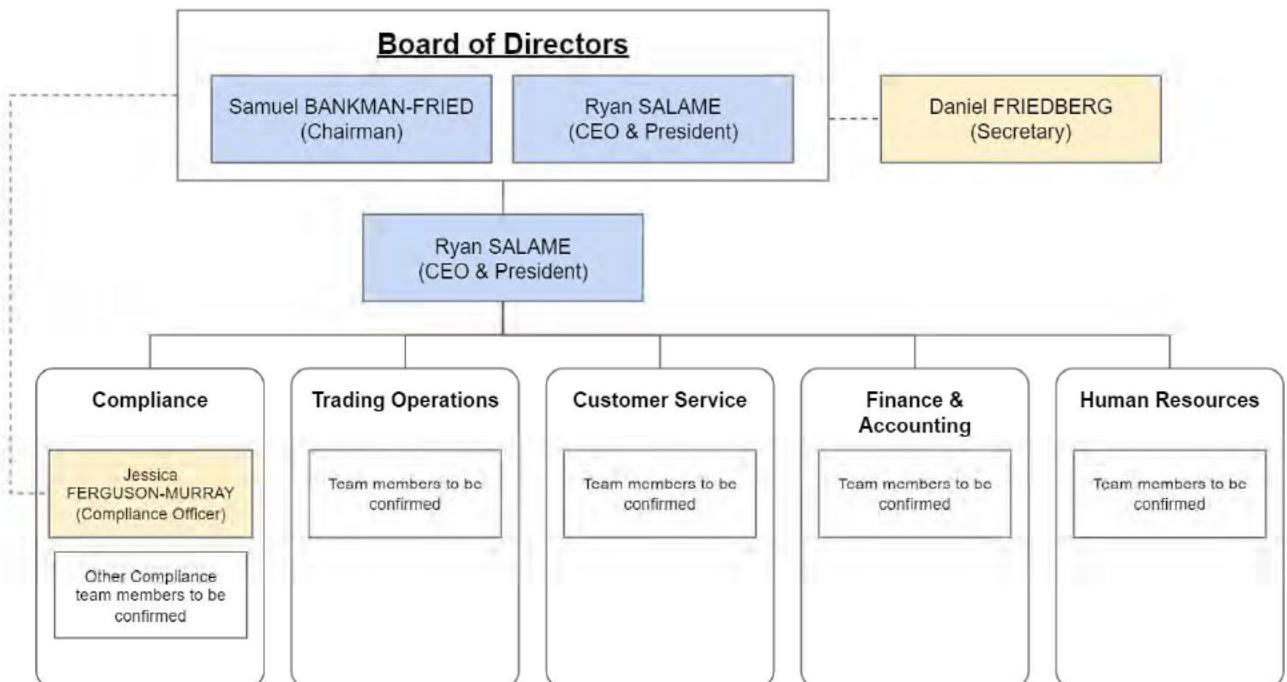 Board of Directors
Samuel BANKMAN-FRIED
(Chairman)
Ryan SALAME
(CEO & President)
Daniel FRIEDBERG
(Secretary)
Ryan SALAME
(CEO & President)
Compliance
Jessica
FERGUSON-MURRAY
(Compliance Officer)
Other Compliance
team members to be
confirmed
Trading Operations
Team members to be
confirmed
Customer Service
Team members to be
confirmed
Finance &
Accounting
Team members to be
confirmed
Human Resources
Team members to be
confirmed